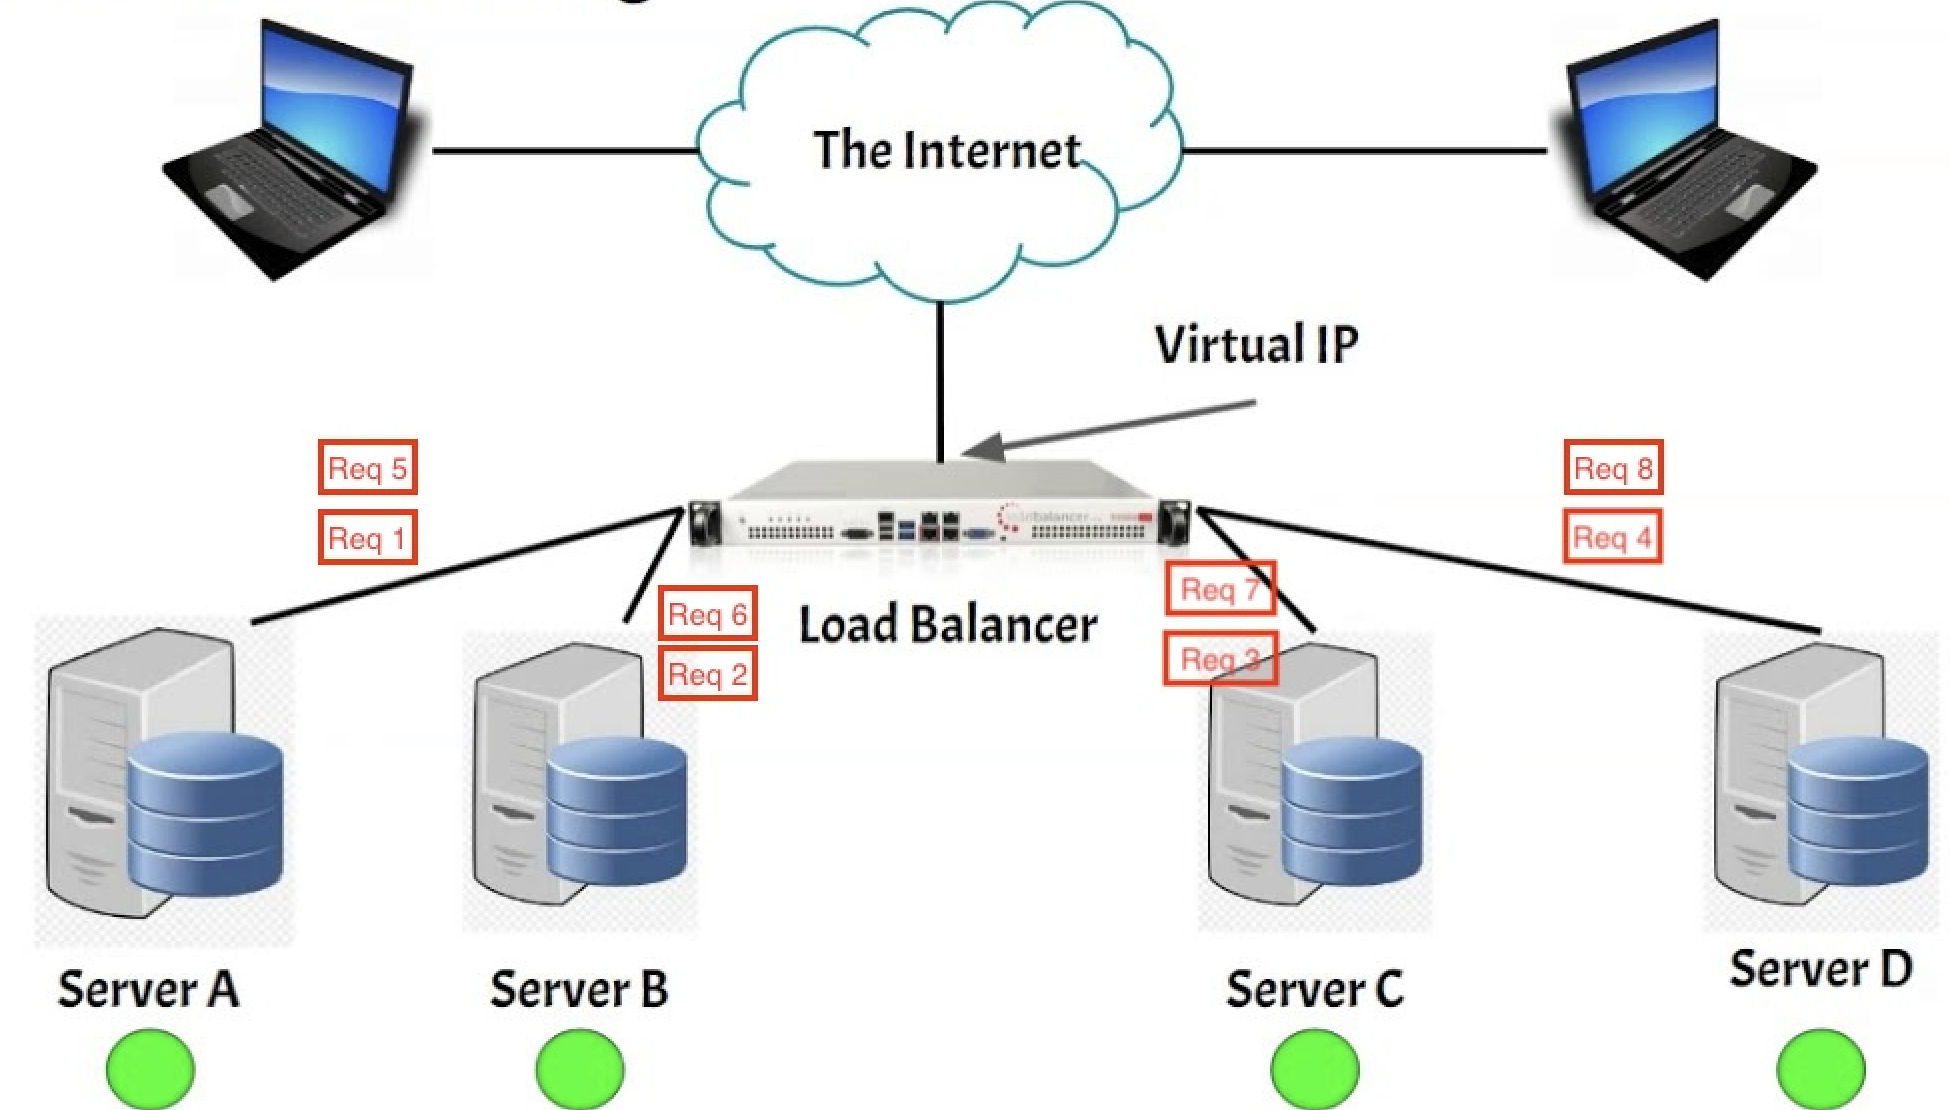 The Internet
Virtual IP
Req 5
Req 8
Req 1
Req 4
Req 7
Req 6
Load Balancer
Req 3
Req 2
Server A
Server B
Server C
Server D